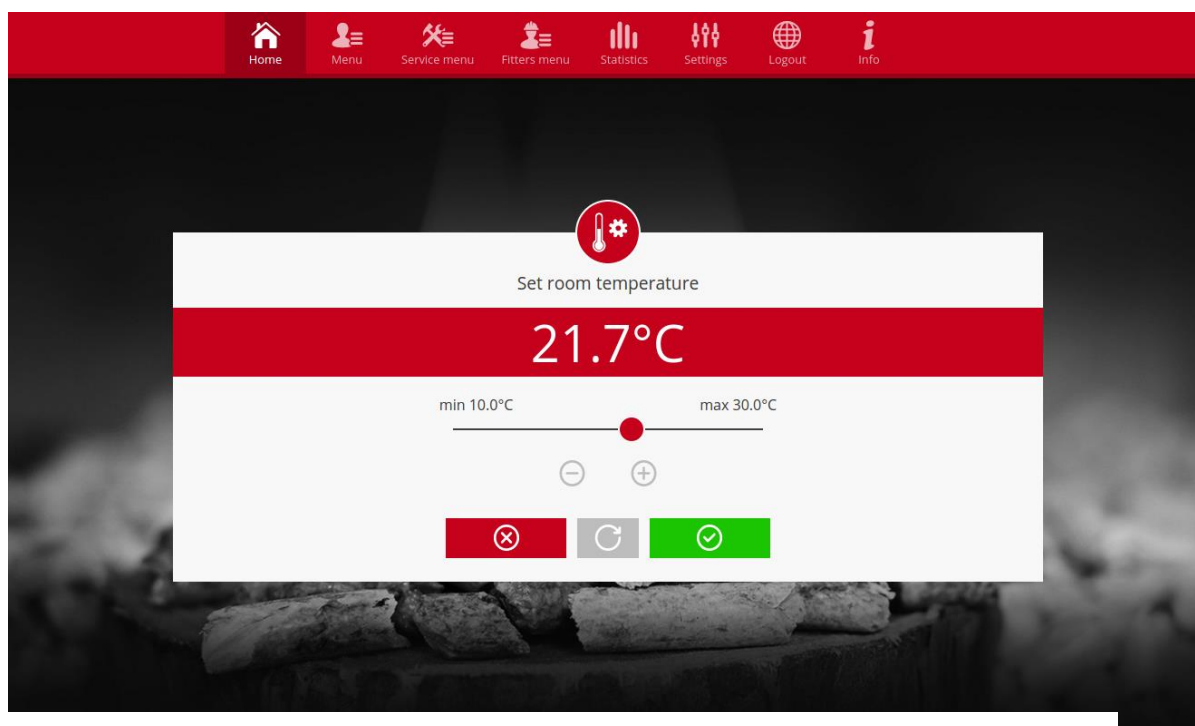 Home
Menu
Service menu
Fitters menu
Statistics
Settings
Logout
Info
Set room temperature
21.7°C
min 10.0°C
max 30.0°C